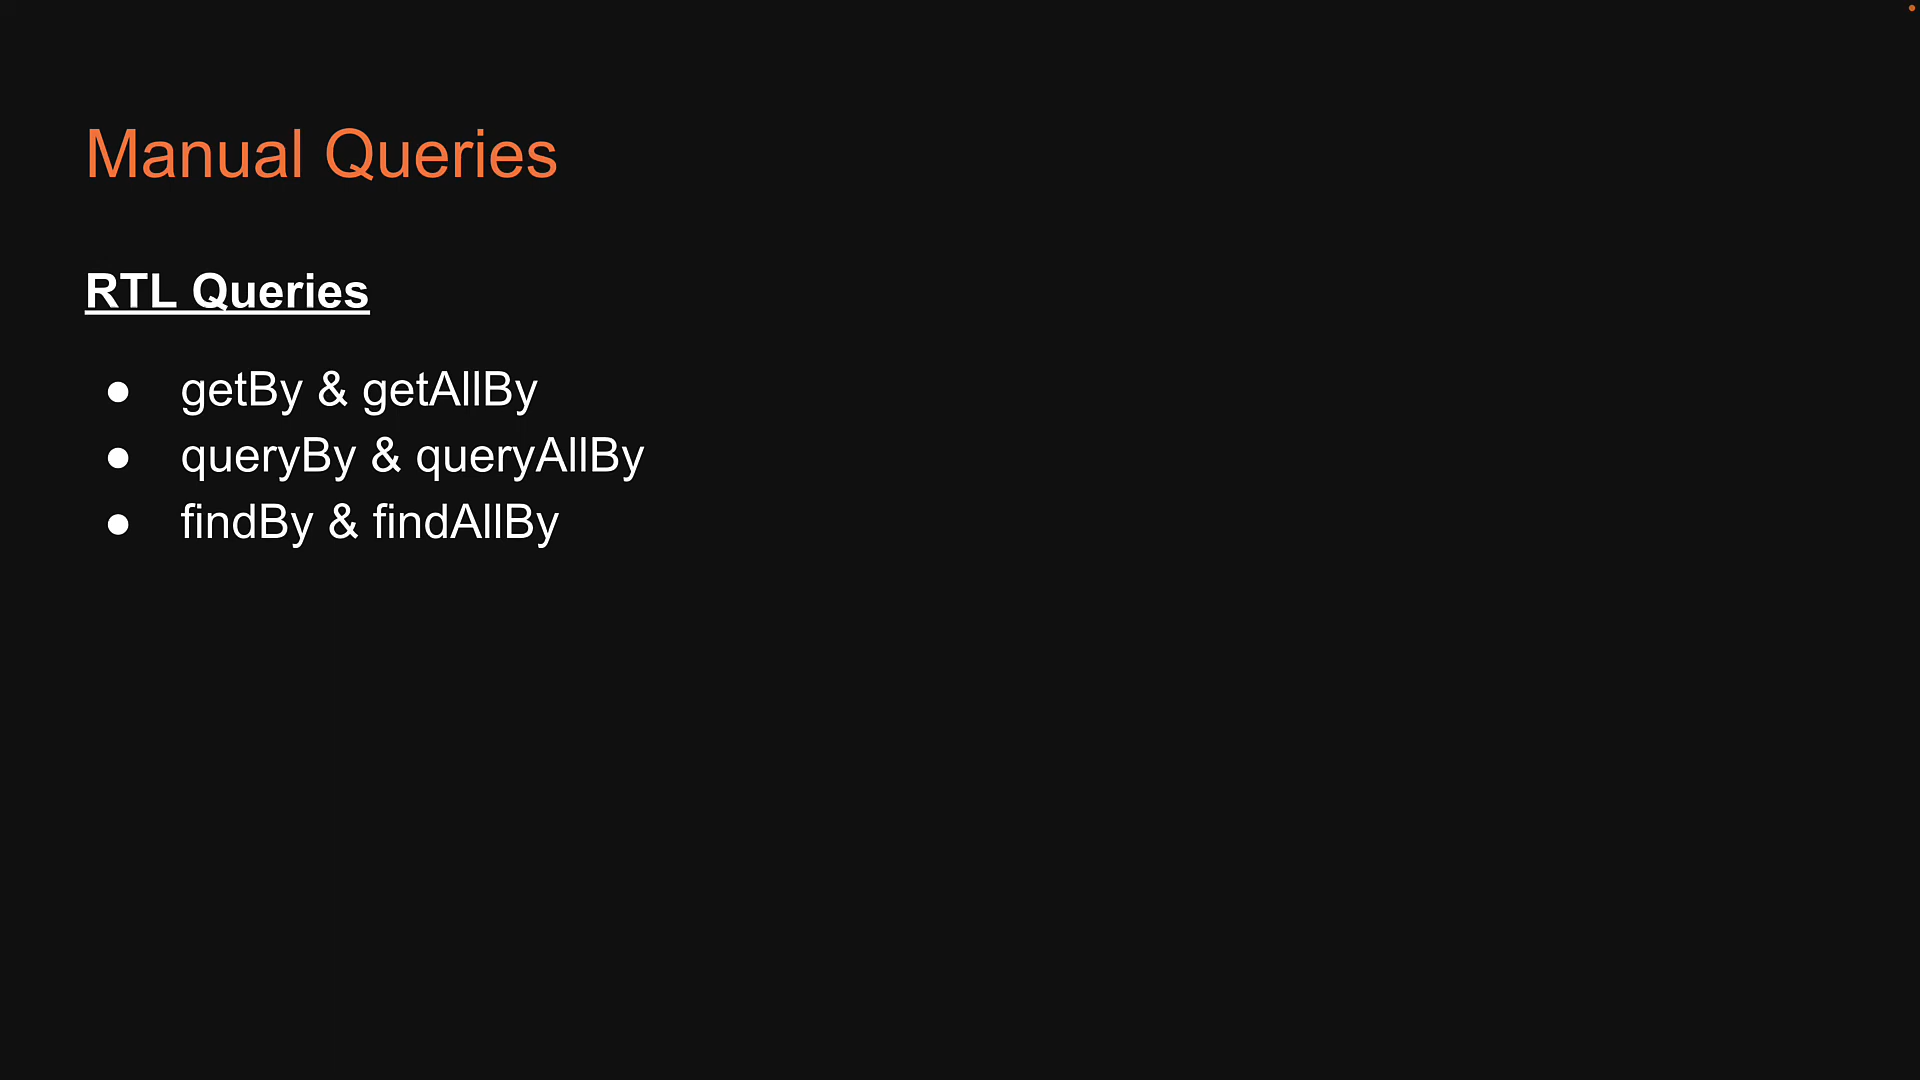 Manual Queries
RTL Queries
● getBy & getAllBy
● queryBy & queryAllBy
● findBy & findAllBy